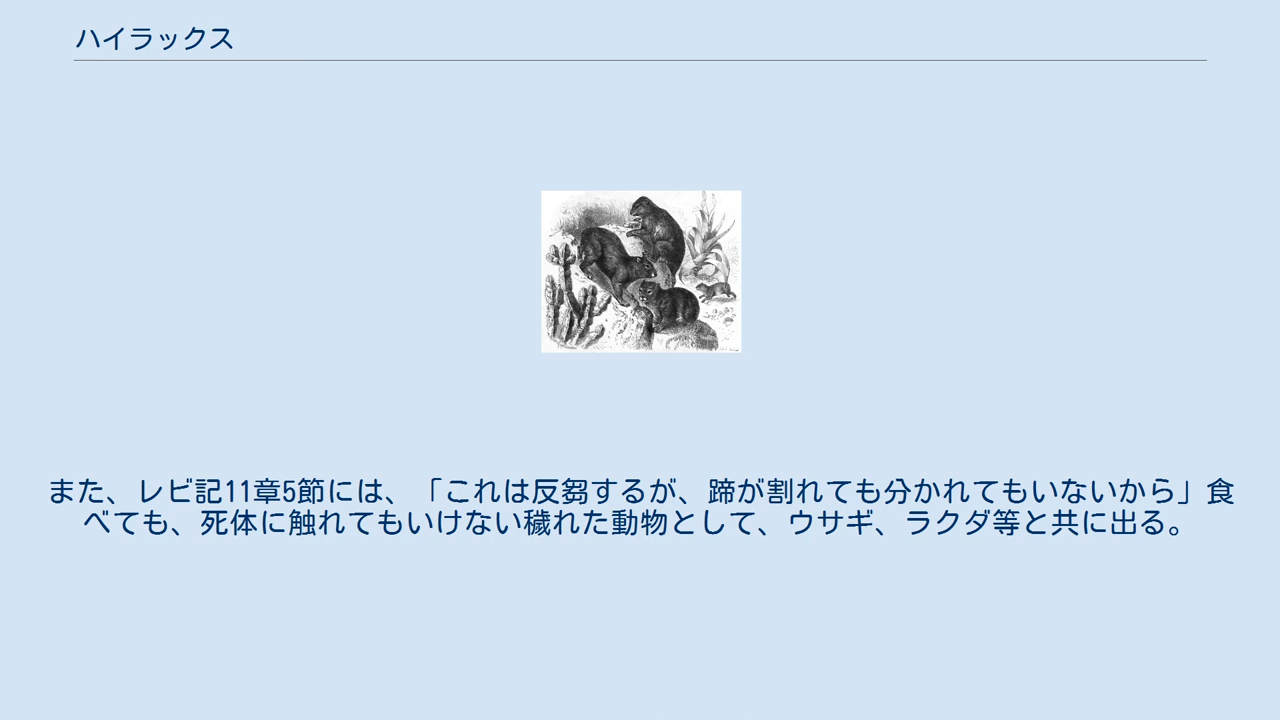 ハイラックス
また、レビ記11章5節には、「これは反芻するが、蹄が割れても分かれてもいないから」食
べても、死体に触れてもいけない穢れた動物として、ウサギ、ラクダ等と共に出る。